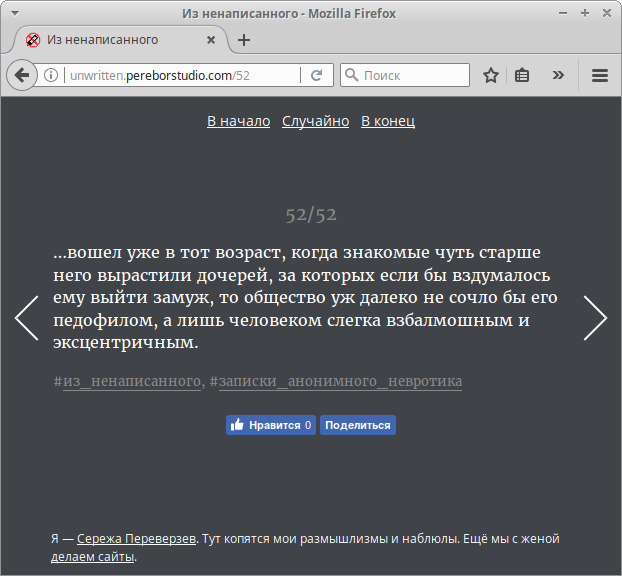 Из ненаписанного - Mozilla Firefox
Из ненаписанного
unwritten.pereborstudio.com/52
Поиск
В начало Случайно В конец
52/52
...вошел уже в тот возраст, когда знакомые чуть старше
него вырастили дочерей, за которых если бы вздумалось
ему выйти замуж, то общество уж далеко не сочло бы его
педофилом, а лишь человеком слегка взбалмошным и
эксцентричным.
#из_ненаписанного, #записки_анонимного_невротика
Нравится 0 Поделиться
Я — Сережа Переверзев. Тут копятся мои размышлизмы и наблюлы. Ещё мы с женой
делаем сайты.